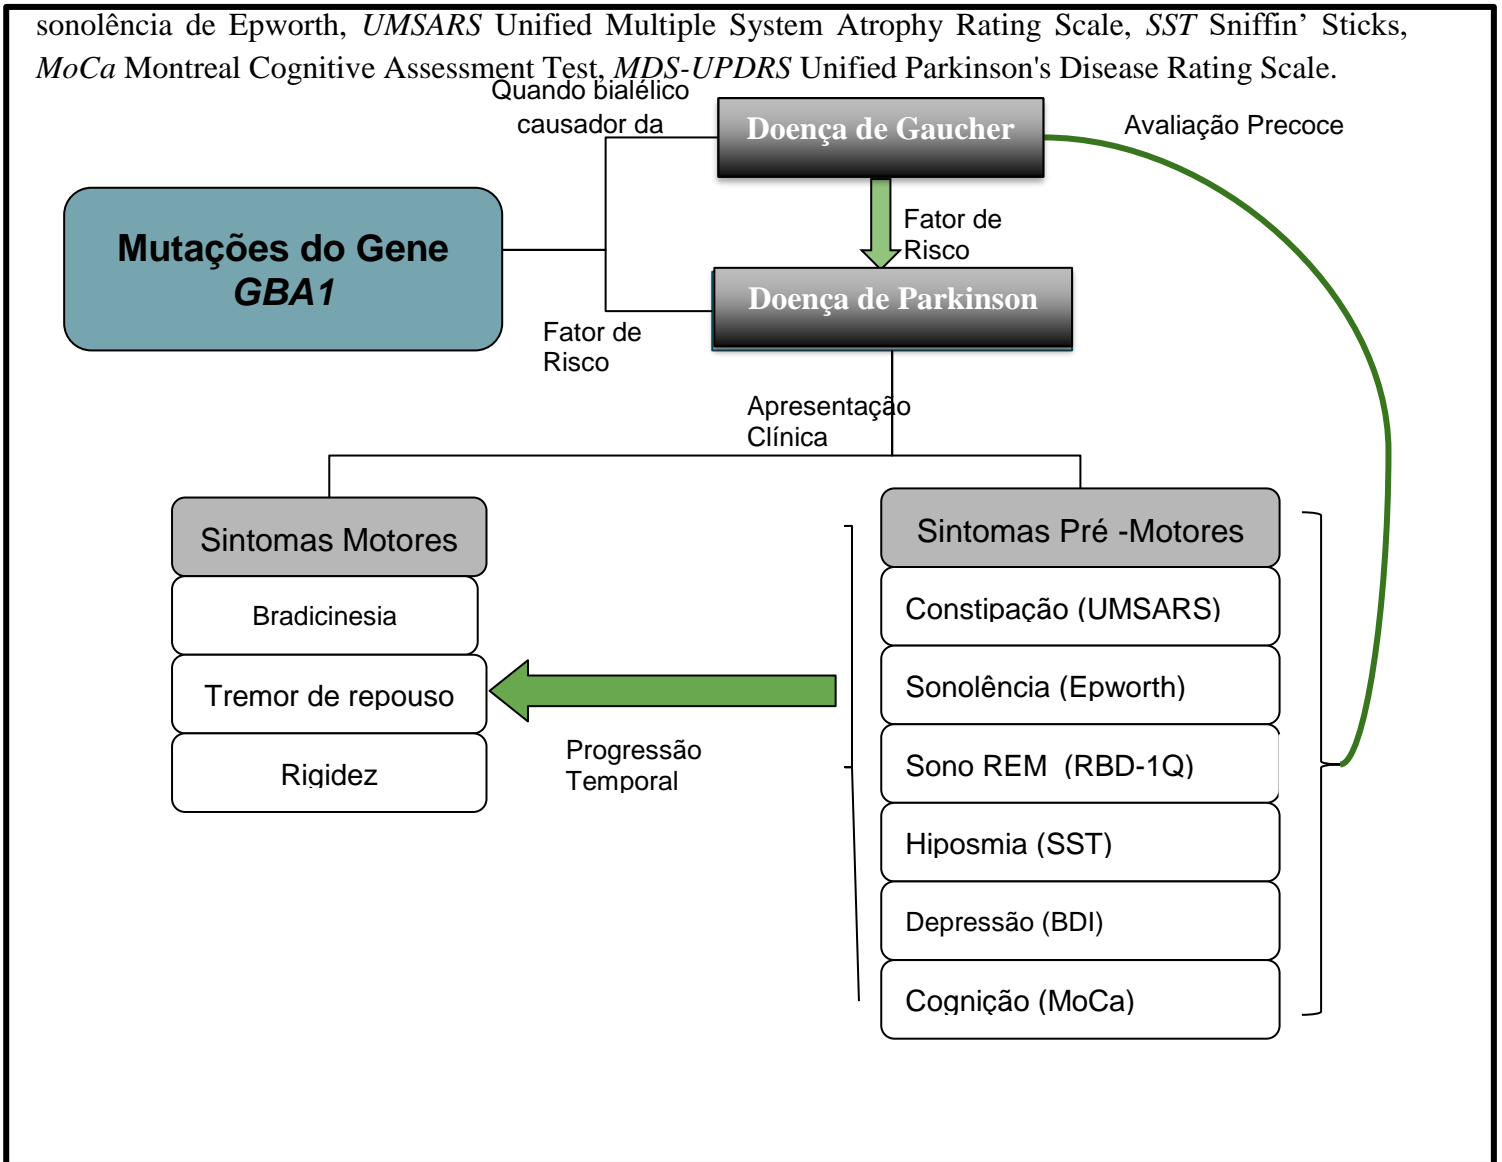 sonolência de Epworth, UMSARS Unified Multiple System Atrophy Rating Scale, SST Sniffin’ Sticks,
MoCa Montreal Cognitive Assessment Test, MDS-UPDRS Unified Parkinson's Disease Rating Scale.
Quando bialélico
causador da
Doença de Gaucher
Avaliação Precoce
Mutações do Gene
GBA1
Fator de
Risco
Doença de Parkinson
Fator de
Risco
Apresentação
Clínica
Sintomas Motores
Bradicinesia
Tremor de repouso
Rigidez
Progressão
Temporal
Sintomas Pré -Motores
Constipação (UMSARS)
Sonolência (Epworth)
Sono REM  (RBD-1Q)
Hiposmia (SST)
Depressão (BDI)
Cognição (MoCa)